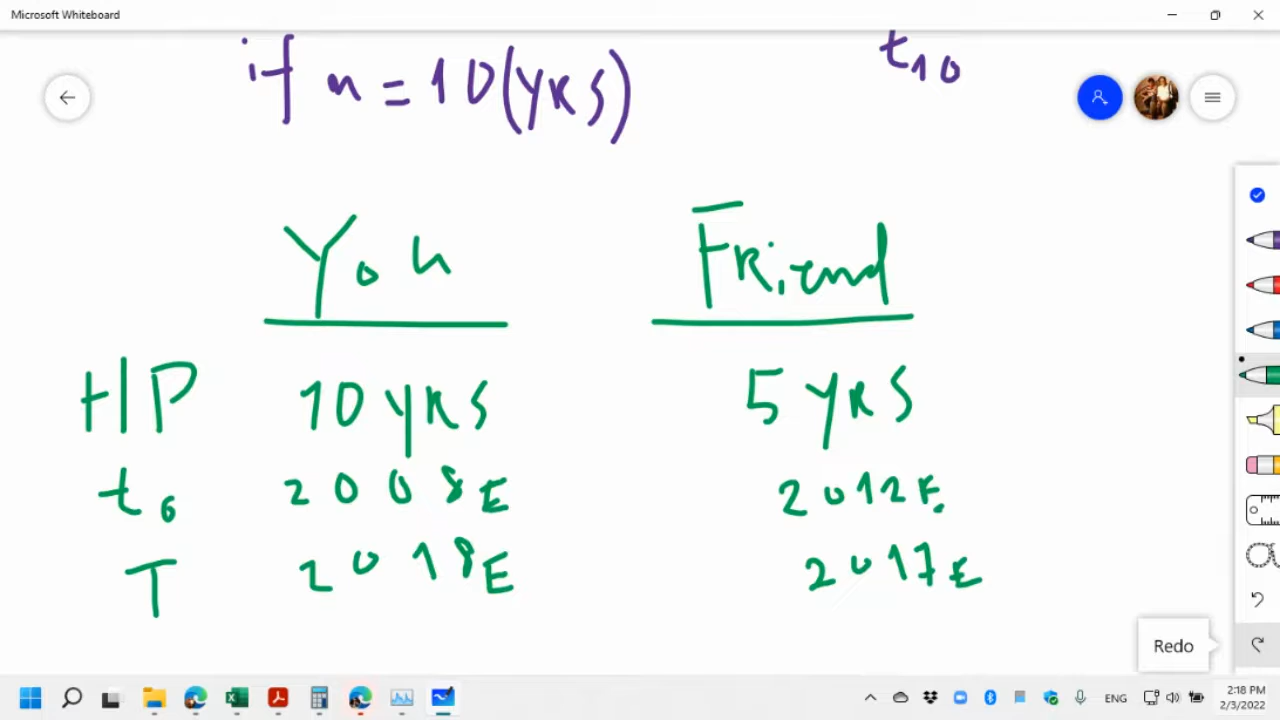 Microsoft Whiteboard
if n = 10 (yrs)
t10
You
Friend
HP 10 yrs 5 yrs
t0 2008E 2012E
T 2018E 2017E
Redo
ENG
2:18 PM
2/3/2022